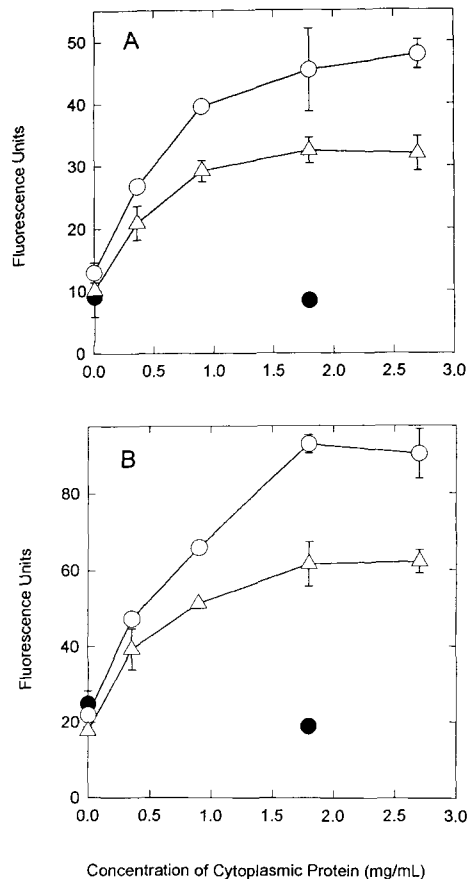 A
50
40
30
20
10
0
Fluorescence Units
0.0 0.5 1.0 1.5 2.0 2.5 3.0
B
80
60
40
20
0
Fluorescence Units
0.0 0.5 1.0 1.5 2.0 2.5 3.0
Concentration of Cytoplasmic Protein (mg/mL)